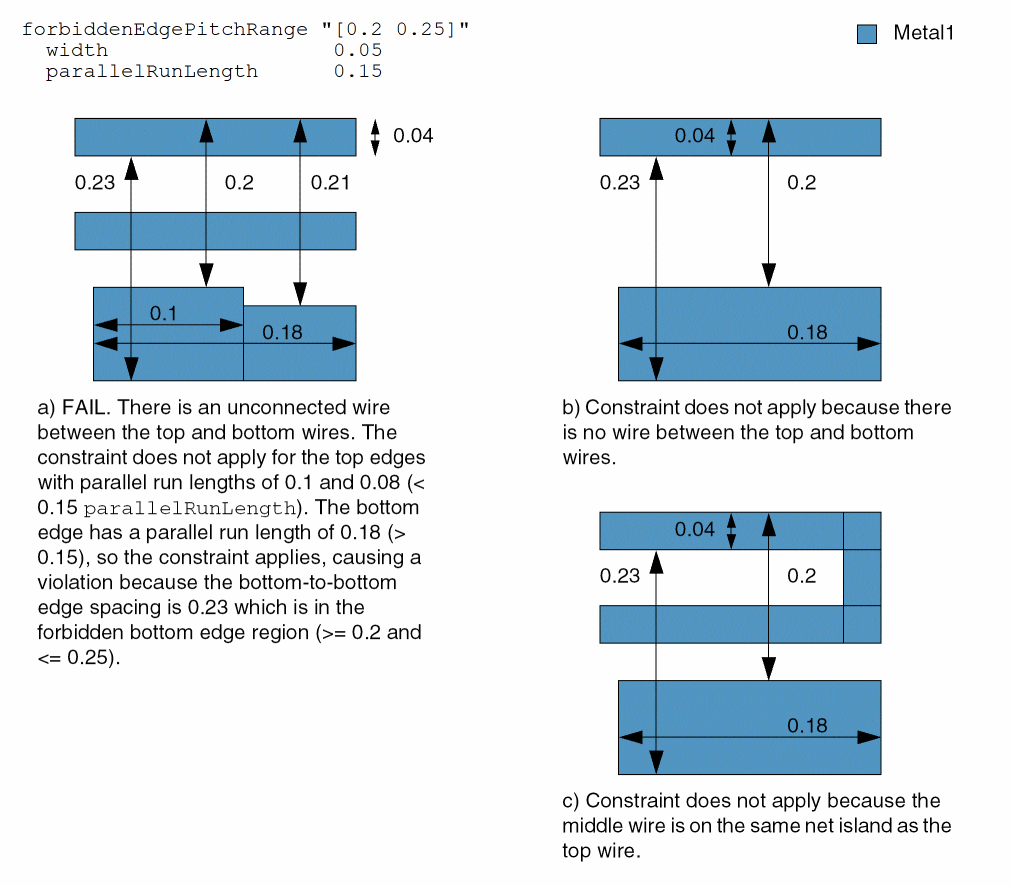 forbiddenEdgePitchRange "[0.2 0.25]"
width 0.05
parallelRunLength 0.15
Metal1
0.04
0.23 0.2 0.21
0.1
0.18
a) FAIL. There is an unconnected wire
between the top and bottom wires. The
constraint does not apply for the top edges
with parallel run lengths of 0.1 and 0.08 (<
0.15 parallelRunLength). The bottom
edge has a parallel run length of 0.18 (>
0.15), so the constraint applies, causing a
violation because the bottom-to-bottom
edge spacing is 0.23 which is in the
forbidden bottom edge region (>= 0.2 and
<= 0.25).
0.04
0.23 0.2
0.18
b) Constraint does not apply because there
is no wire between the top and bottom
wires.
0.04
0.23 0.2
0.18
c) Constraint does not apply because the
middle wire is on the same net island as the
top wire.